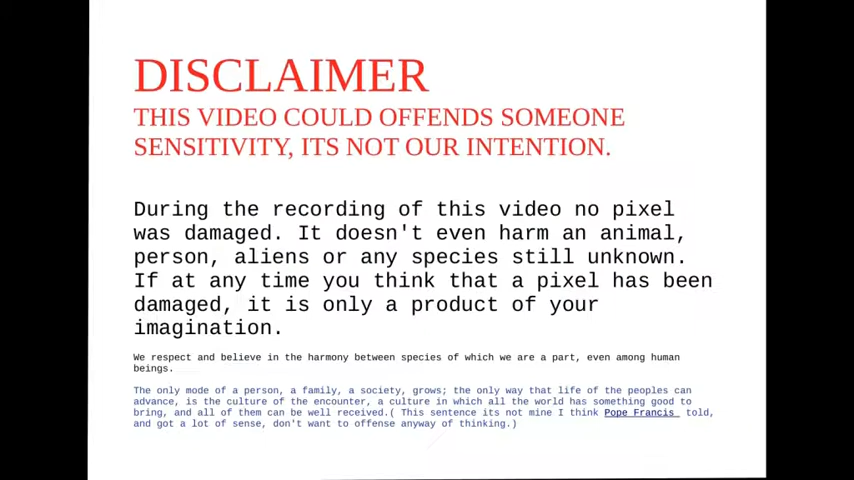 DISCLAIMER
THIS VIDEO COULD OFFENDS SOMEONE
SENSITIVITY, ITS NOT OUR INTENTION.
During the recording of this video no pixel
was damaged. It doesn't even harm an animal,
person, aliens or any species still unknown.
If at any time you think that a pixel has been
damaged, it is only a product of your
imagination.
We respect and believe in the harmony between species of which we are a part, even among human
beings.
The only mode of a person, a family, a society, grows; the only way that life of the peoples can
advance, is the culture of the encounter, a culture in which all the world has something good to
bring, and all of them can be well received.( This sentence its not mine I think Pope Francis  told,
and got a lot of sense, don't want to offense anyway of thinking.)